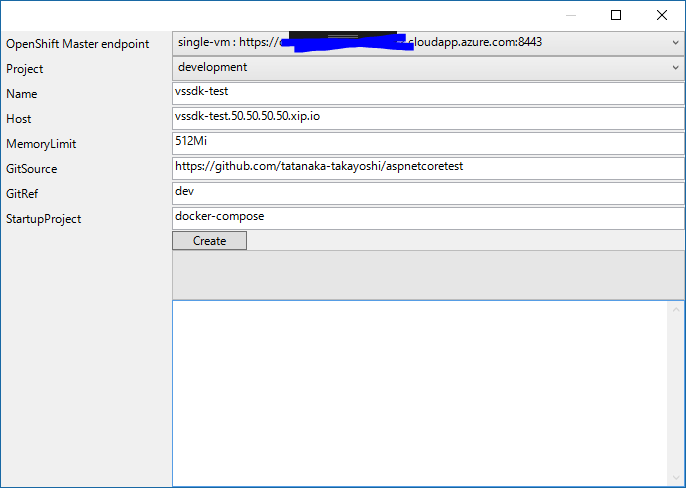 OpenShift Master endpoint single-vm : https:// .cloudapp.azure.com:8443
Project development
Name vssdk-test
Host vssdk-test.50.50.50.50.xip.io
MemoryLimit 512Mi
GitSource https://github.com/tatanaka-takayoshi/aspnetcoretest
GitRef dev
StartupProject docker-compose
Create